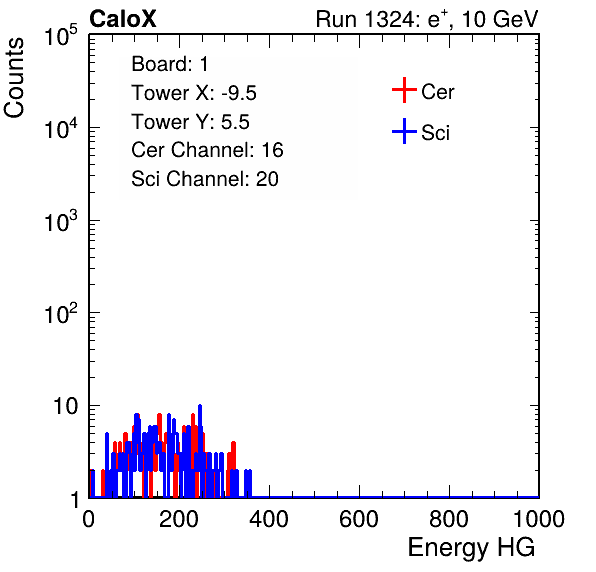 CaloX Run 1324: e⁺, 10 GeV
Counts
10⁵
10⁴
10³
10²
10
1
Board: 1
Tower X: -9.5
Tower Y: 5.5
Cer Channel: 16
Sci Channel: 20
Cer
Sci
0 200 400 600 800 1000
Energy HG